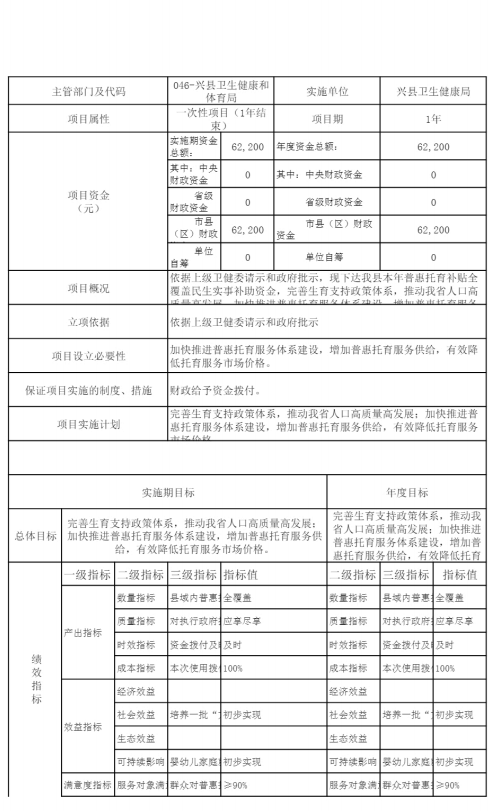 主管部门及代码 046-兴县卫生健康和体育局 实施单位 兴县卫生健康局
项目属性 一次性项目（1年结束） 项目期 1年
项目资金（元）
实施期资金总额： 62,200 年度资金总额： 62,200
其中：中央财政资金 0 其中：中央财政资金 0
省级财政资金 0 省级财政资金 0
市县（区）财政 62,200 市县（区）财政资金 62,200
单位自筹 0 单位自筹 0
项目概况 依据上级卫健委请示和政府批示，现下达我县本年普惠托育补贴全
覆盖民生实事补助资金，完善生育支持政策体系，推动我省人口高
质量高发展，加快推进普惠托育服务体系建设，增加普惠托育服务
立项依据 依据上级卫健委请示和政府批示
项目设立必要性 加快推进普惠托育服务体系建设，增加普惠托育服务供给，有效降
低托育服务市场价格。
保证项目实施的制度、措施 财政给予资金拨付。
项目实施计划 完善生育支持政策体系，推动我省人口高质量高发展；加快推进普
惠托育服务体系建设，增加普惠托育服务供给，有效降低托育服务
市场价格
实施期目标 年度目标
总体目标
完善生育支持政策体系，推动我省人口高质量高发展；
加快推进普惠托育服务体系建设，增加普惠托育服务供
给，有效降低托育服务市场价格。
完善生育支持政策体系，推动我
省人口高质量高发展；加快推进
普惠托育服务体系建设，增加普
惠托育服务供给，有效降低托育
绩效指标
一级指标 二级指标 三级指标 指标值 二级指标 三级指标 指标值
产出指标
数量指标 县域内普惠 全覆盖 数量指标 县域内普惠 全覆盖
质量指标 对执行政府 应享尽享 质量指标 对执行政府 应享尽享
时效指标 资金拨付及 及时 时效指标 资金拨付及 及时
成本指标 本次使用拨 100% 成本指标 本次使用拨 100%
效益指标
经济效益 经济效益
社会效益 培养一批“ 初步实现 社会效益 培养一批“ 初步实现
生态效益 生态效益
可持续影响 婴幼儿家庭 初步实现 可持续影响 婴幼儿家庭 初步实现
满意度指标 服务对象满 群众对普惠 ≥90% 服务对象满 群众对普惠 ≥90%